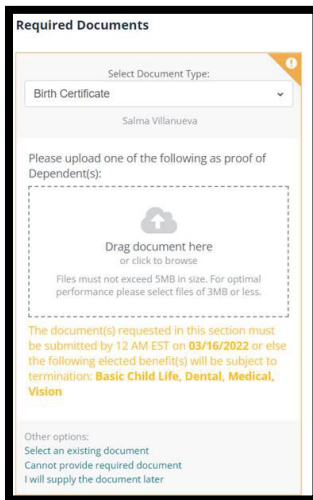 Required Documents
Select Document Type:
Birth Certificate
Salma Villanueva
Please upload one of the following as proof of
Dependent(s):
Drag document here
or click to browse
Files must not exceed 5MB in size. For optimal
performance please select files of 3MB or less.
The document(s) requested in this section must
be submitted by 12 AM EST on 03/16/2022 or else
the following elected benefit(s) will be subject to
termination: Basic Child Life, Dental, Medical,
Vision
Other options:
Select an existing document
Cannot provide required document
I will supply the document later